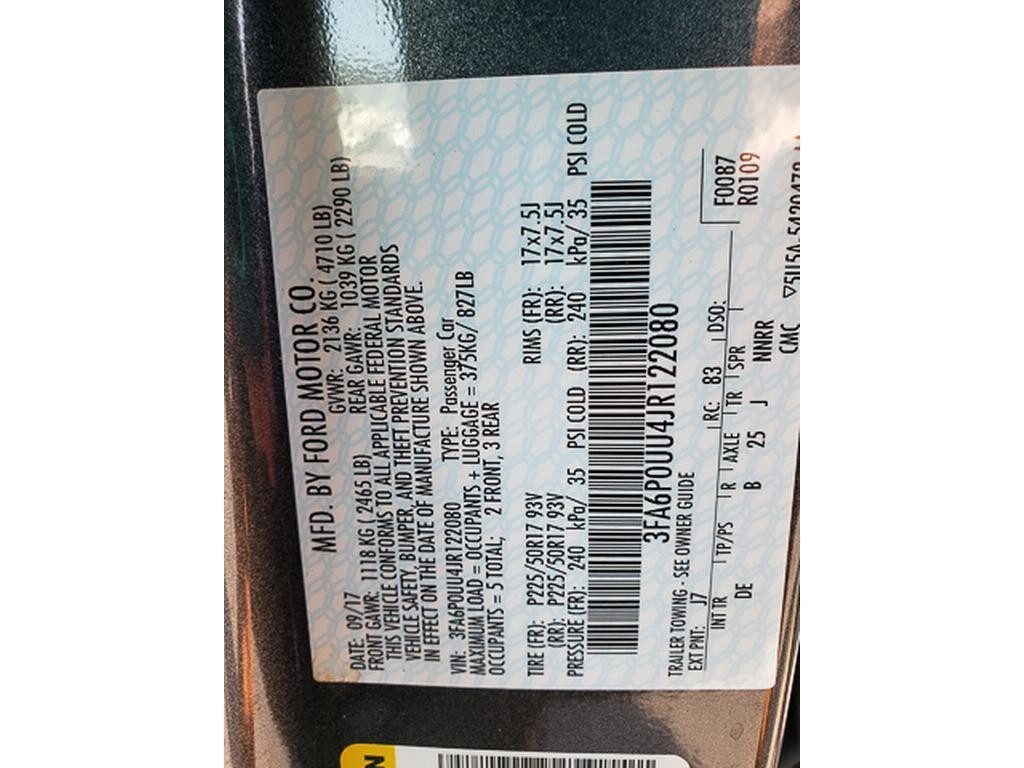 MFD. BY FORD MOTOR CO.
DATE: 09/17 GVWR: 2136 KG ( 4710 LB)
FRONT GAWR: 1118 KG ( 2465 LB) REAR GAWR: 1039 KG ( 2290 LB)
THIS VEHICLE CONFORMS TO ALL APPLICABLE FEDERAL MOTOR
VEHICLE SAFETY, BUMPER, AND THEFT PREVENTION STANDARDS
IN EFFECT ON THE DATE OF MANUFACTURE SHOWN ABOVE.
VIN: 3FA6P0UU4JR122080 TYPE: Passenger Car
MAXIMUM LOAD = OCCUPANTS + LUGGAGE = 375KG/ 827LB
OCCUPANTS = 5 TOTAL; 2 FRONT, 3 REAR
TIRE (FR): P225/50R17 93V RIMS (FR): 17x7.5J
(RR): P225/50R17 93V (RR): 17x7.5J
PRESSURE (FR): 240 kPa/ 35 PSI COLD (RR): 240 kPa/ 35 PSI COLD
3FA6P0UU4JR122080
TRAILER TOWING - SEE OWNER GUIDE
EXT PNT: J7 RC: 83 DSO: F0087
R0109
INT TR TP/PS R AXLE TR SPR
DE B 25 J NNRR
CMC
N